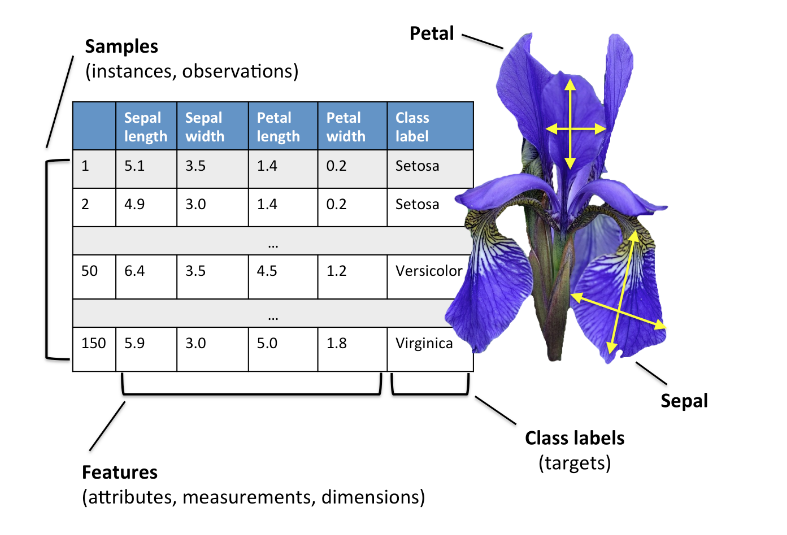 Samples
(instances, observations)
Petal
Sepal length Sepal width Petal length Petal width Class label
1 5.1 3.5 1.4 0.2 Setosa
2 4.9 3.0 1.4 0.2 Setosa
...
50 6.4 3.5 4.5 1.2 Versicolor
...
150 5.9 3.0 5.0 1.8 Virginica
Sepal
Class labels
(targets)
Features
(attributes, measurements, dimensions)